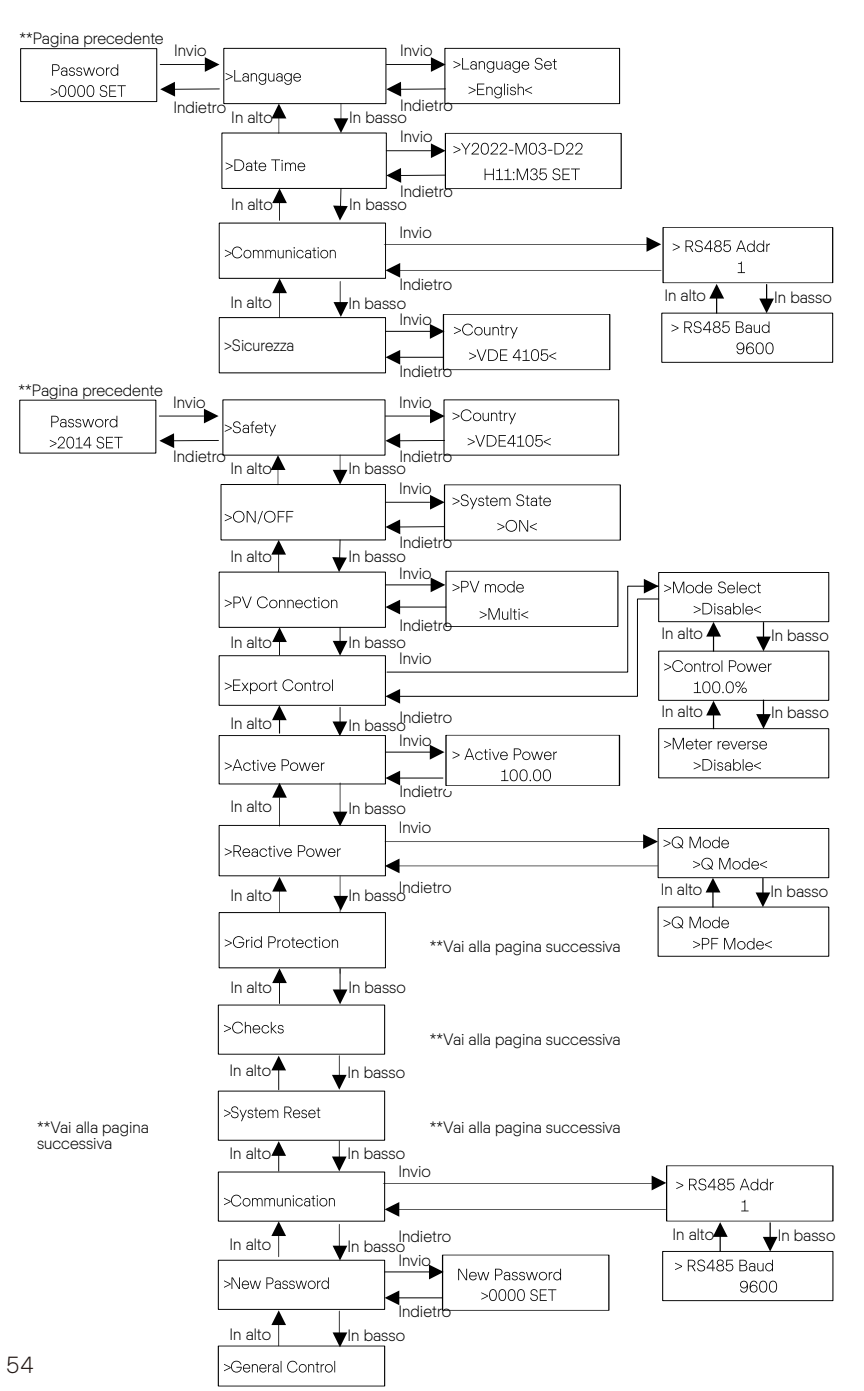 **Pagina precedente
Password
>0000 SET
Invio
Indietro
>Language
Invio
Indietro
>Language Set
>English<
In alto
In basso
>Date Time
Invio
Indietro
>Y2022-M03-D22
H11:M35 SET
In alto
In basso
>Communication
Invio
Indietro
> RS485 Addr
1
In alto
In basso
> RS485 Baud
9600
In alto
In basso
>Sicurezza
Invio
Indietro
>Country
>VDE 4105<
**Pagina precedente
Password
>2014 SET
Invio
Indietro
>Safety
Invio
Indietro
>Country
>VDE4105<
In alto
In basso
>ON/OFF
Invio
Indietro
>System State
>ON<
In alto
In basso
>PV Connection
Invio
Indietro
>PV mode
>Multi<
In alto
In basso
>Export Control
Invio
Indietro
>Mode Select
>Disable<
In alto
In basso
>Control Power
100.0%
In alto
In basso
>Meter reverse
>Disable<
In alto
In basso
>Active Power
Invio
Indietro
> Active Power
100.00
In alto
In basso
>Reactive Power
Invio
Indietro
>Q Mode
>Q Mode<
In alto
In basso
>Q Mode
>PF Mode<
In alto
In basso
>Grid Protection
**Vai alla pagina successiva
In alto
In basso
>Checks
**Vai alla pagina successiva
In alto
In basso
>System Reset
**Vai alla pagina
successiva
**Vai alla pagina successiva
In alto
In basso
>Communication
Invio
Indietro
> RS485 Addr
1
In alto
In basso
> RS485 Baud
9600
In alto
In basso
>New Password
Invio
Indietro
New Password
>0000 SET
In alto
In basso
>General Control
54